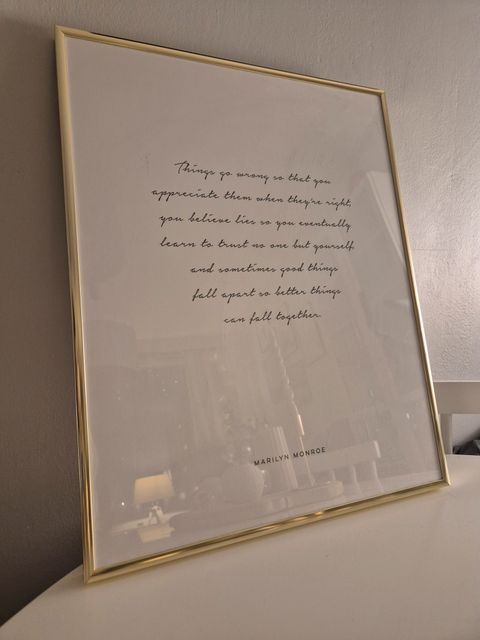 Things go wrong so that you
appreciate them when they're right,
you believe lies so you eventually
learn to trust no one but yourself
and sometimes good things
fall apart so better things
can fall together.
MARILYN MONROE